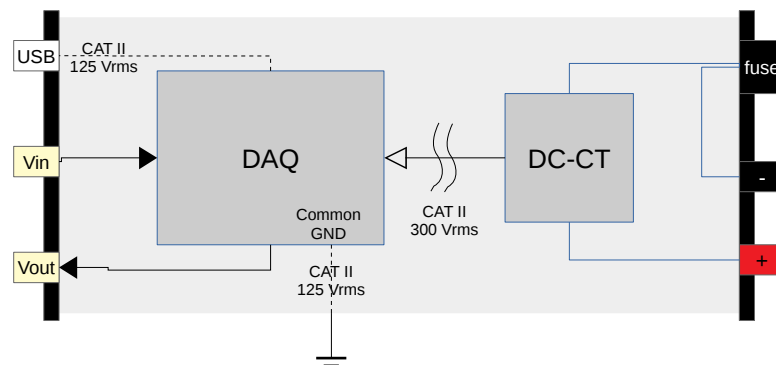 USB
CAT II
125 Vrms
fuse
Vin
DAQ
DC-CT
-
CAT II
300 Vrms
Common
GND
Vout
CAT II
125 Vrms
+